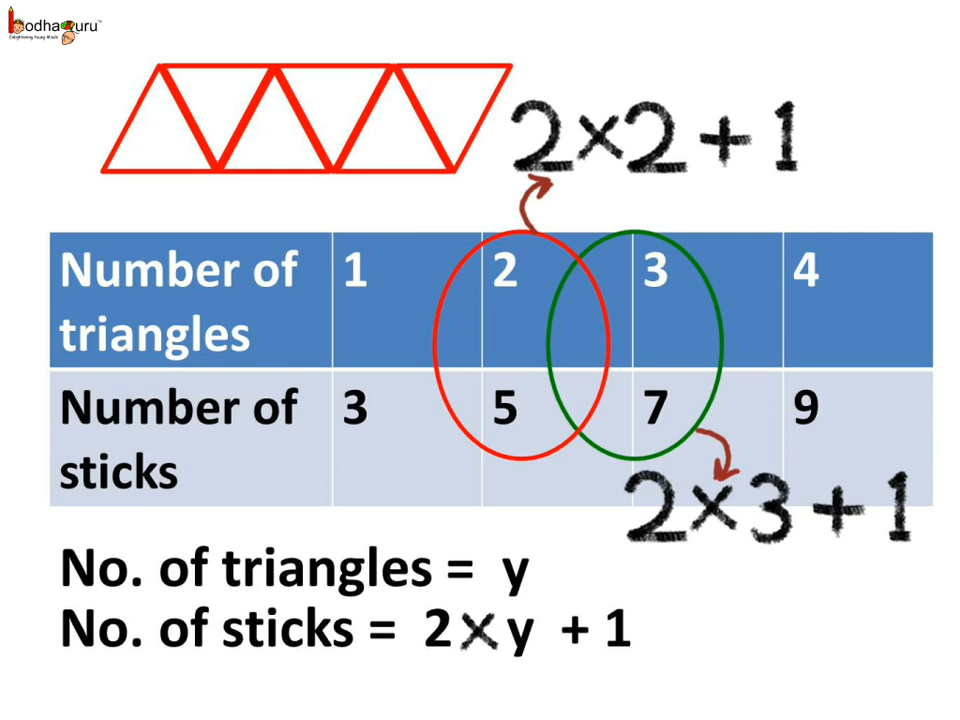 BodhaGuru™
Enlightening Young Minds
2×2+1
Number of triangles 1 2 3 4
Number of sticks 3 5 7 9
2×3+1
No. of triangles = y
No. of sticks = 2×y + 1